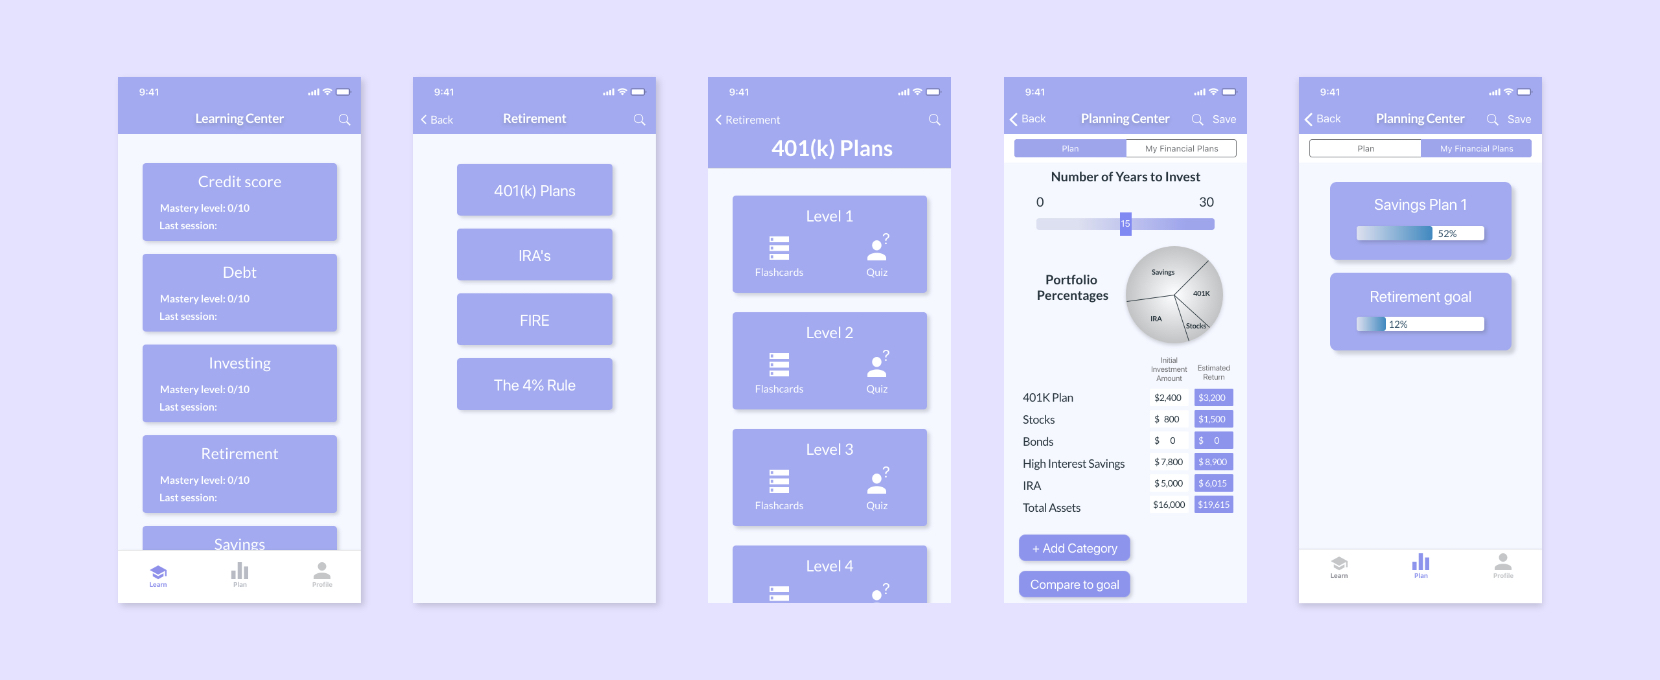 9:41
Learning Center
Credit score
Mastery level: 0/10
Last session:
Debt
Mastery level: 0/10
Last session:
Investing
Mastery level: 0/10
Last session:
Retirement
Mastery level: 0/10
Last session:
Savings
Learn Plan Profile
9:41
Back Retirement
401(k) Plans
IRA's
FIRE
The 4% Rule
9:41
Retirement
401(k) Plans
Level 1
?
Flashcards Quiz
Level 2
?
Flashcards Quiz
Level 3
?
Flashcards Quiz
Level 4
?
9:41
Back Planning Center Save
Plan My Financial Plans
Number of Years to Invest
0 30
15
Portfolio
Percentages
Savings
401K
IRA
Stocks
Initial
Investment
Amount
Estimated
Return
401K Plan $2,400 $3,200
Stocks $ 800 $1,500
Bonds $ 0 $ 0
High Interest Savings $ 7,800 $ 8,900
IRA $ 5,000 $ 6,015
Total Assets $16,000 $19,615
+ Add Category
Compare to goal
9:41
Back Planning Center Save
Plan My Financial Plans
Savings Plan 1
52%
Retirement goal
12%
Learn Plan Profile